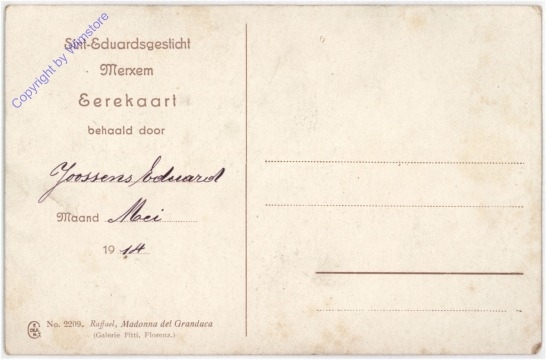 Sint-Eduardsgesticht
Merxem
Eerekaart
behaald door
Joossens Eduard
Maand Mei
1914
No. 2209. Raffael, Madonna del Granduca
(Galerie Pitti, Florenz.)
Copyright by Wimstore